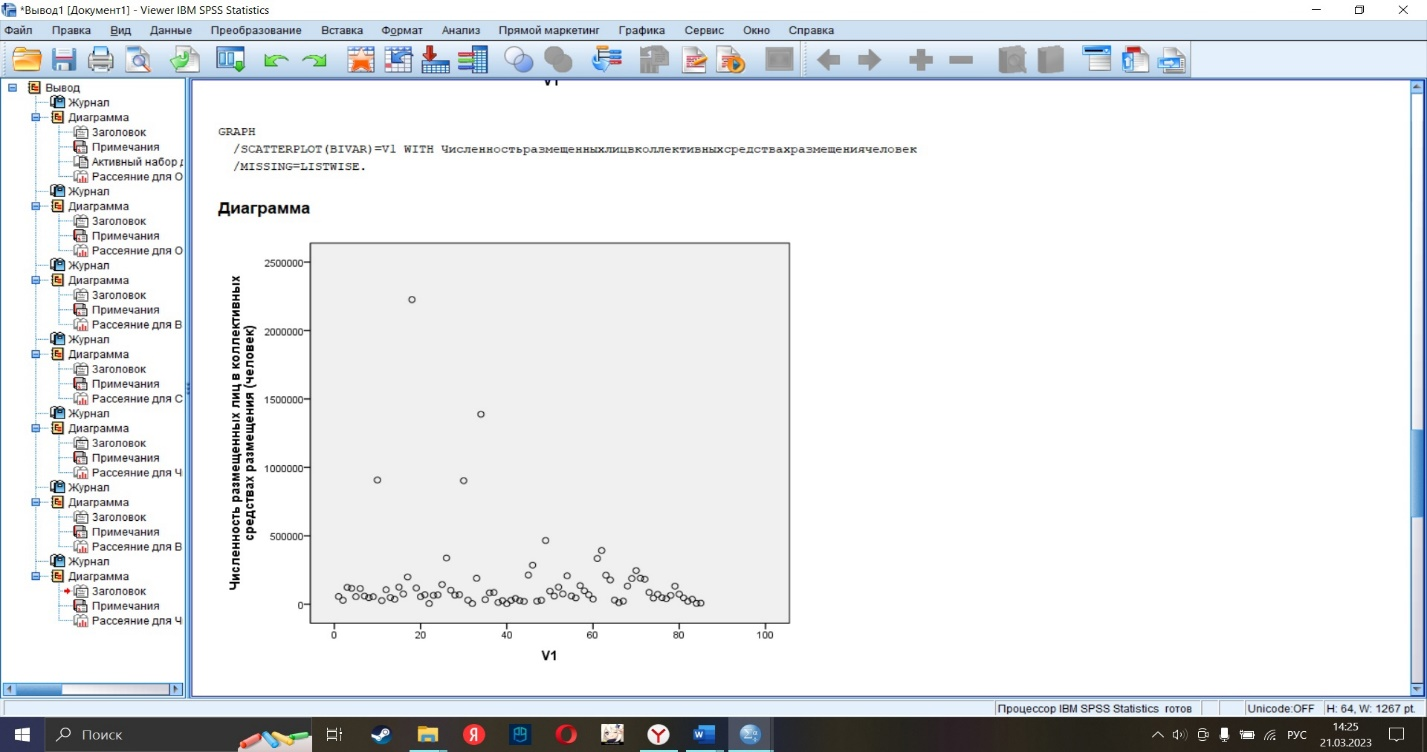 *Вывод1 [Документ1] - Viewer IBM SPSS Statistics
Файл Правка Вид Данные Преобразование Вставка Формат Анализ Прямой маркетинг Графика Сервис Окно Справка
Вывод
Журнал
Диаграмма
Заголовок
Примечания
Активный набор д
Рассеяние для О
Журнал
Диаграмма
Заголовок
Примечания
Рассеяние для О
Журнал
Диаграмма
Заголовок
Примечания
Рассеяние для В
Журнал
Диаграмма
Заголовок
Примечания
Рассеяние для С
Журнал
Диаграмма
Заголовок
Примечания
Рассеяние для Ч
Журнал
Диаграмма
Заголовок
Примечания
Рассеяние для В
Журнал
Диаграмма
Заголовок
Примечания
Рассеяние для Ч
V1
GRAPH
/SCATTERPLOT(BIVAR)=V1 WITH Численностьразмещенныхлицвколлективныхсредствахразмещениячеловек
/MISSING=LISTWISE.
Диаграмма
Численность размещенных лиц в коллективных
средствах размещения (человек)
2500000
2000000
1500000
1000000
500000
0
0 20 40 60 80 100
V1
Процессор IBM SPSS Statistics готов Unicode:OFF H: 64, W: 1267 pt.
Поиск
РУС
14:25
21.03.2023